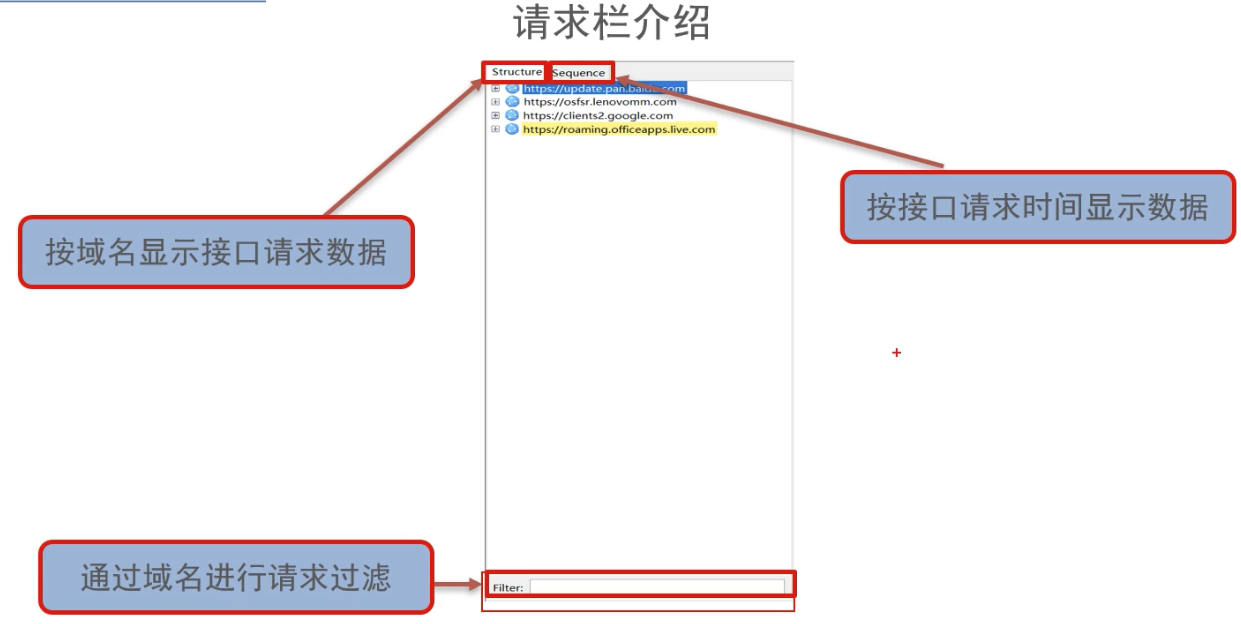 请求栏介绍
Structure Sequence
https://update.pan.baidu.com
https://osfsr.lenovomm.com
https://clients2.google.com
https://roaming.officeapps.live.com
按接口请求时间显示数据
按域名显示接口请求数据
通过域名进行请求过滤
Filter: